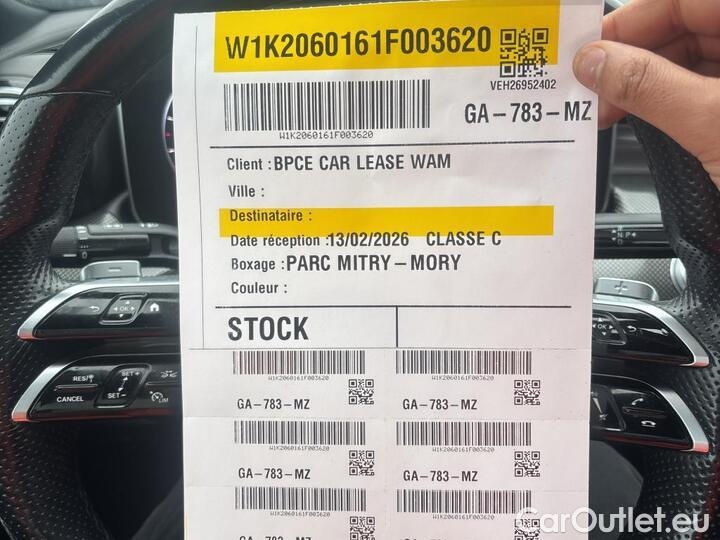 W1K2060161F003620
VEH26952402
W1K2060161F003620
GA-783-MZ
Client : BPCE CAR LEASE WAM
Ville :
Destinataire :
Date réception : 13/02/2026 CLASSE C
Boxage : PARC MITRY-MORY
Couleur :
STOCK
W1K2060161F003620 W1K2060161F003620
GA-783-MZ GA-783-MZ
W1K2060161F003620 W1K2060161F003620
GA-783-MZ GA-783-MZ
W1K2060161F003620 W1K2060161F003620
OK
RES/
SET+
CANCEL
SET-
LIM
OK
N P
CarOutlet.eu